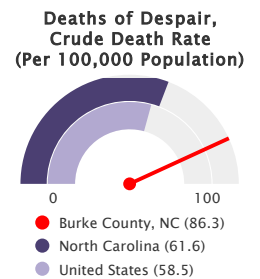 Deaths of Despair,
Crude Death Rate
(Per 100,000 Population)
0 100
Burke County, NC (86.3)
North Carolina (61.6)
United States (58.5)